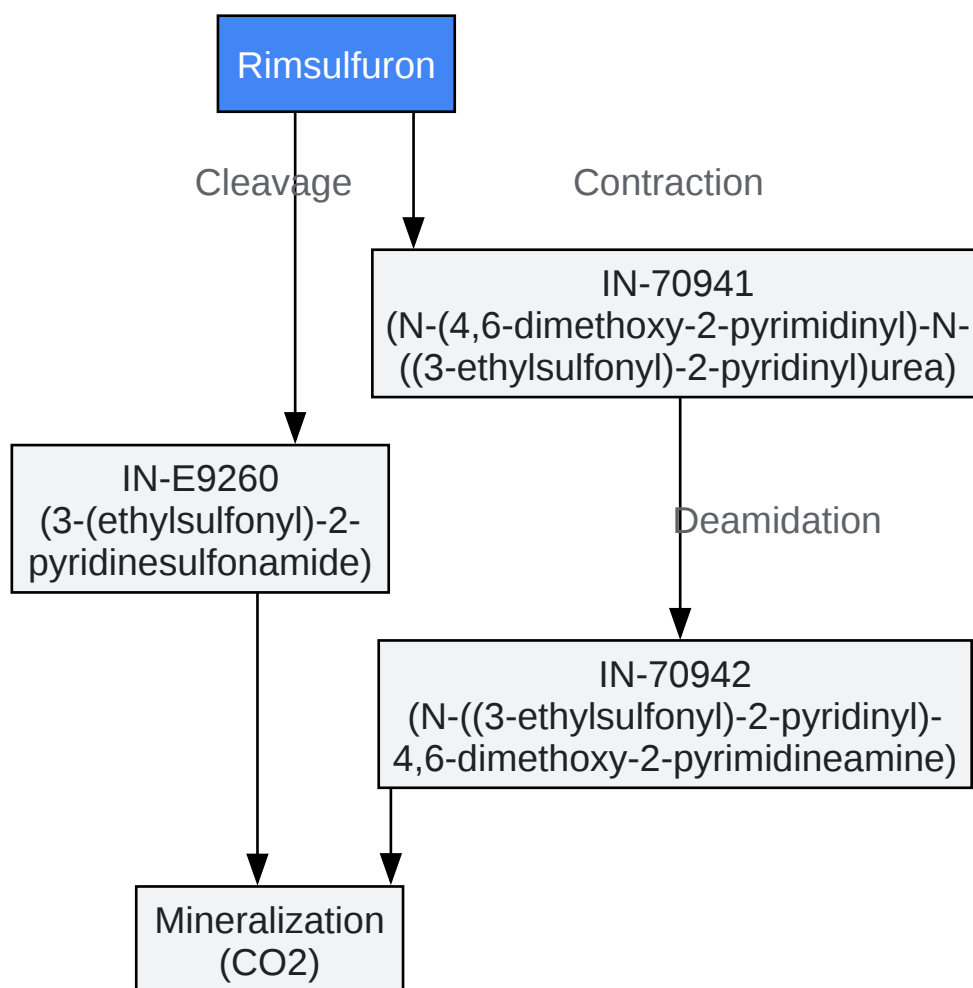 Rimsulfuron
Cleavage
Contraction
IN-70941
(N-(4,6-dimethoxy-2-pyrimidinyl)-N-
((3-ethylsulfonyl)-2-pyridinyl)urea)
IN-E9260
(3-(ethylsulfonyl)-2-
pyridinesulfonamide)
Deamidation
IN-70942
(N-((3-ethylsulfonyl)-2-pyridinyl)-
4,6-dimethoxy-2-pyrimidineamine)
Mineralization
(CO2)